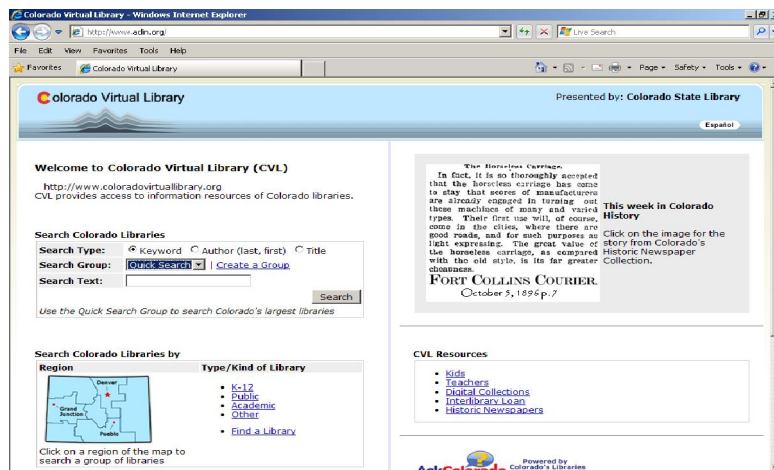 Colorado Virtual Library - Windows Internet Explorer
http://www.adin.org/
Live Search
File Edit View Favorites Tools Help
Favorites Colorado Virtual Library Page Safety Tools
Colorado Virtual Library
Presented by: Colorado State Library
Español
Welcome to Colorado Virtual Library (CVL)
http://www.coloradovirtuallibrary.org
CVL provides access to information resources of Colorado libraries.
Search Colorado Libraries
Search Type: Keyword Author (last, first) Title
Search Group: Quick Search | Create a Group
Search Text:
Search
Use the Quick Search Group to search Colorado's largest libraries
Search Colorado Libraries by
Region Type/Kind of Library
Denver
Grand
Junction
Pueblo
K-12
Public
Academic
Other
Find a Library
Click on a region of the map to
search a group of libraries
The Horseless Carriage.
In fact, it is so thoroughly accepted
that the horseless carriage has come
to stay that scores of manufacturers
are already engaged in turning out
these machines of many and varied
types. Their first use will, of course,
come in the cities, where there are
good roads, and for such purposes as
light expressing. The great value of
the horseless carriage, as compared
with the old style, is its far greater
cheapness.
FORT COLLINS COURIER.
October 5, 1896 p.7
This week in Colorado
History
Click on the image for the
story from Colorado's
Historic Newspaper
Collection.
CVL Resources
Kids
Teachers
Digital Collections
Interlibrary Loan
Historic Newspapers
AskColorado
Powered by
Colorado's Libraries